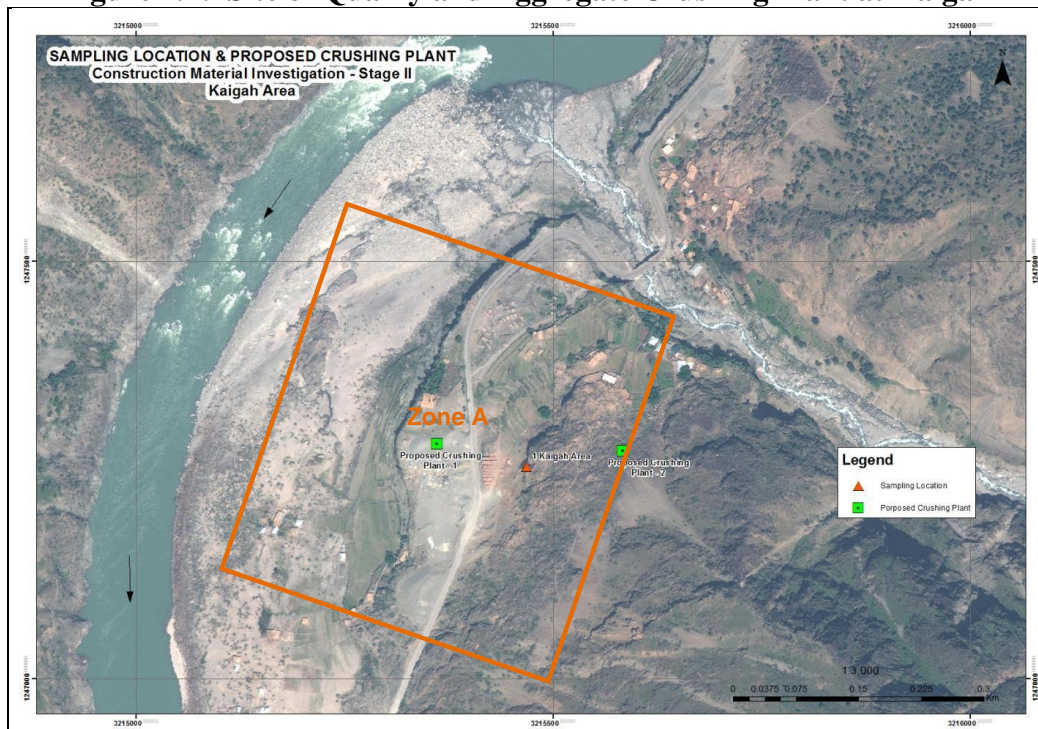 3215000
3215500
3216000
SAMPLING LOCATION & PROPOSED CRUSHING PLANT
Construction Material Investigation - Stage II
Kaigah Area
N
1247500
1247500
Zone A
Proposed Crushing
Plant - 1
1 Kaigah Area
Proposed Crushing
Plant - 2
Legend
Sampling Location
Porposed Crushing Plant
1:3,000
0 0.0375 0.075 0.15 0.225 0.3
Km
1247000
1247000
3215000
3215500
3216000